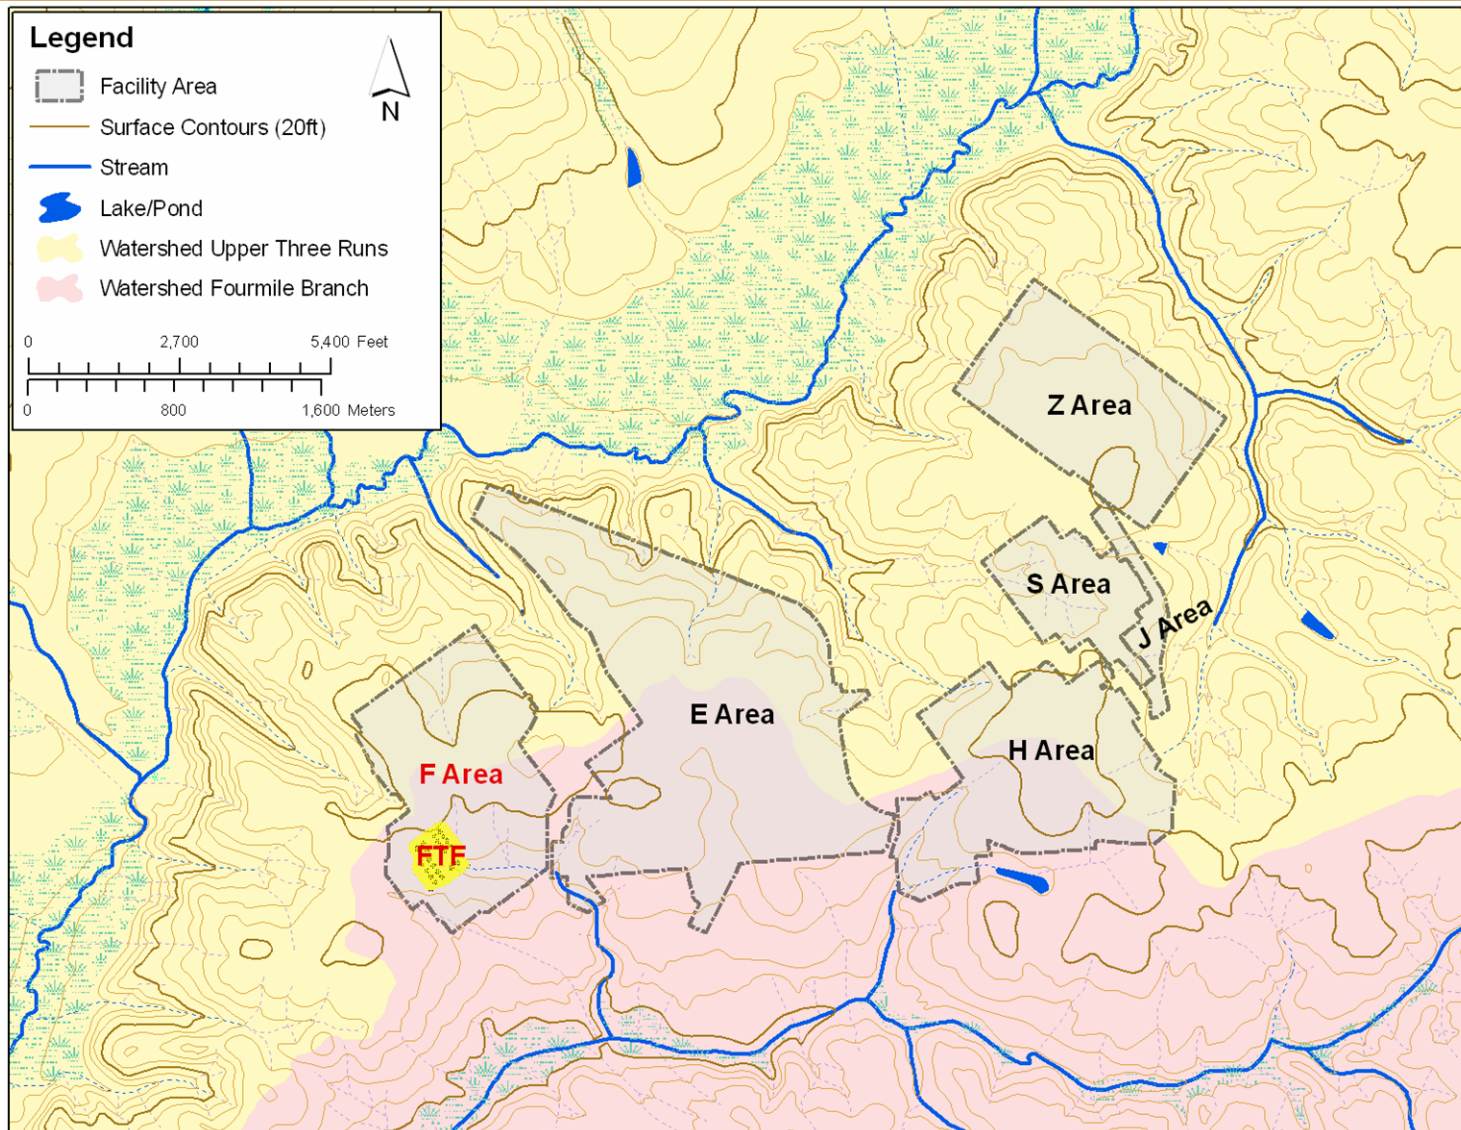 Legend
N
Facility Area
Surface Contours (20ft)
Stream
Lake/Pond
Watershed Upper Three Runs
Watershed Fourmile Branch
0 2,700 5,400 Feet
0 800 1,600 Meters
Z Area
S Area
J Area
E Area
H Area
F Area
FTF